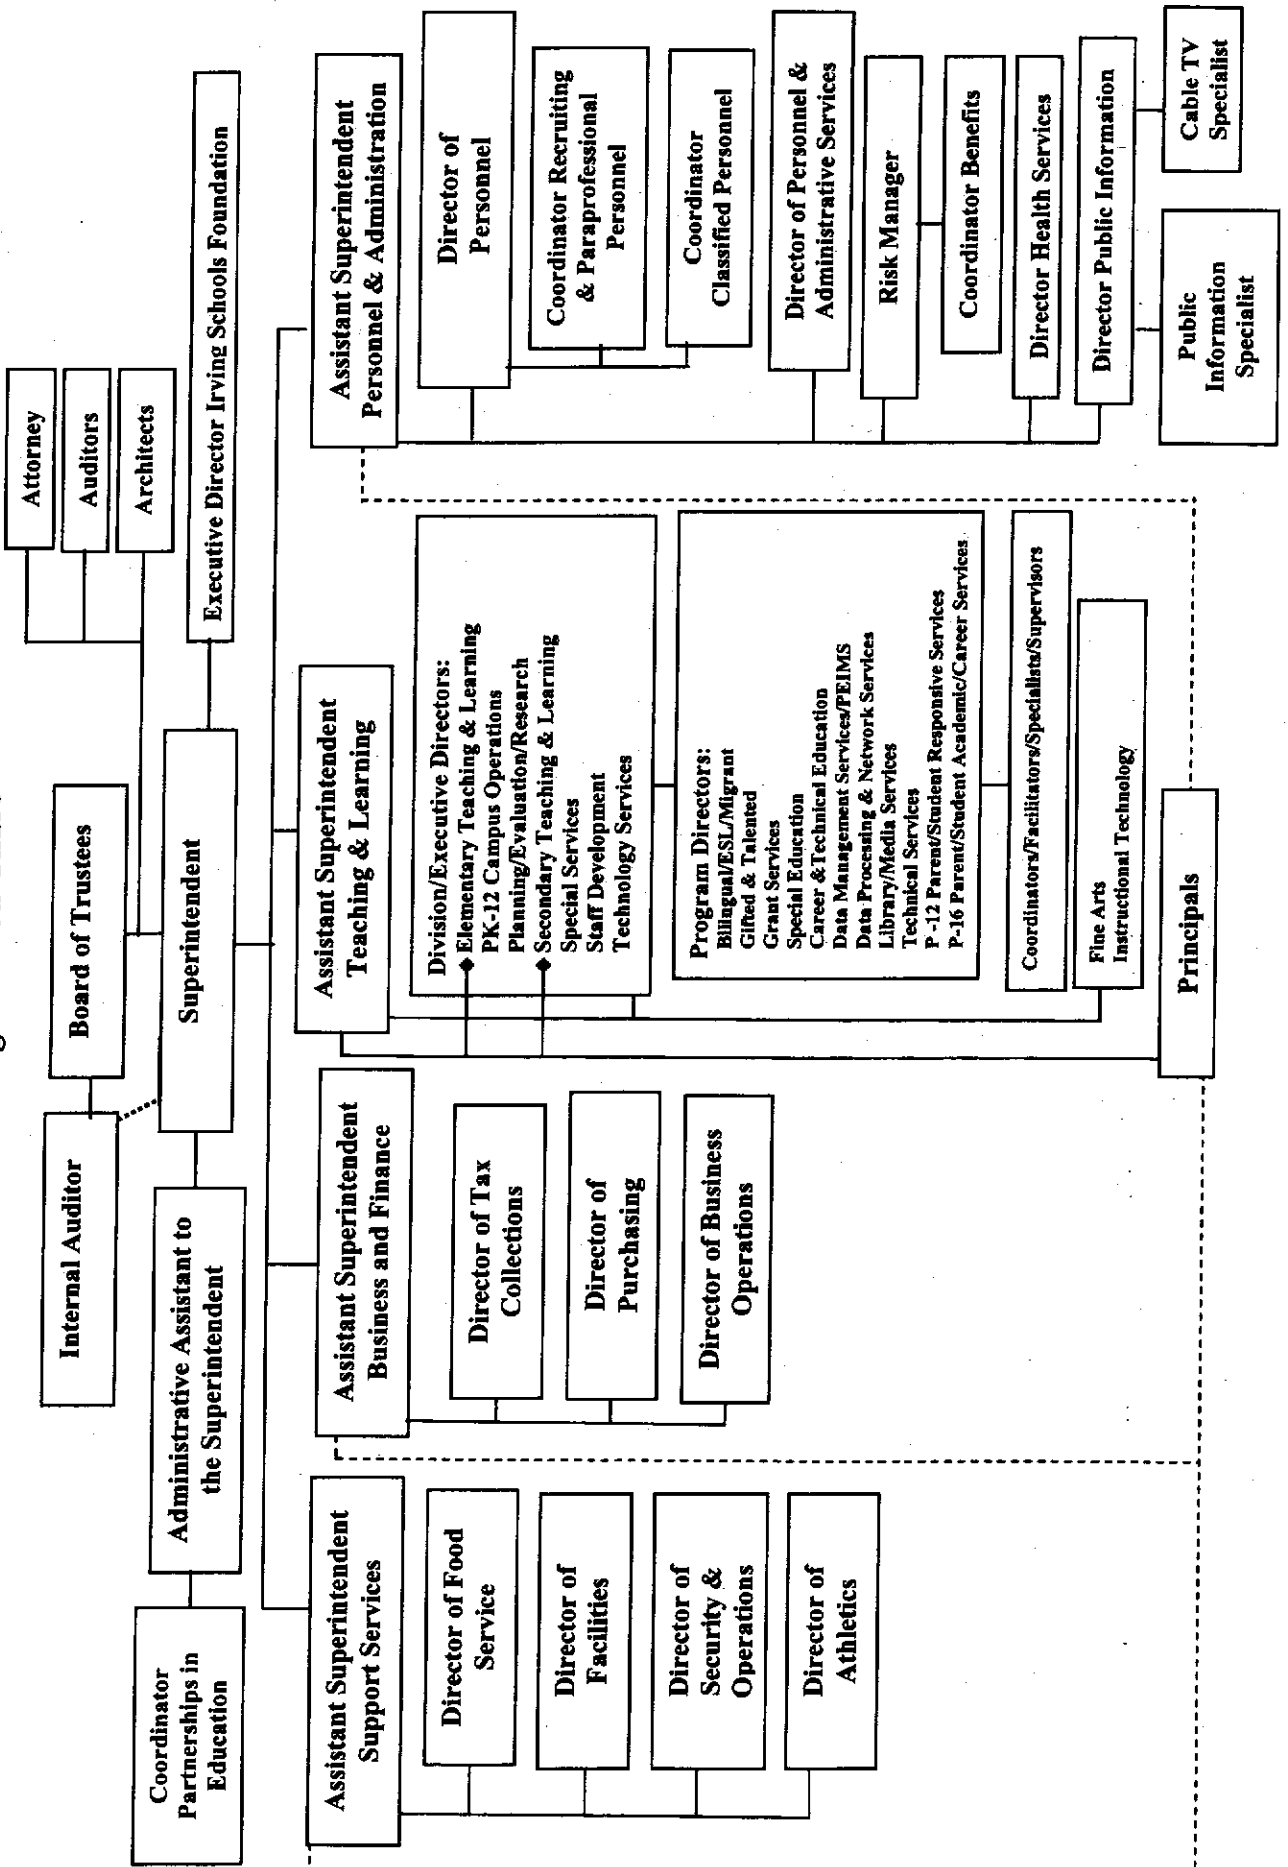 Attorney
Auditors
Architects
Board of Trustees
Internal Auditor
Superintendent
Executive Director Irving Schools Foundation
Administrative Assistant to
the Superintendent
Coordinator
Partnerships in
Education
Assistant Superintendent
Support Services
Director of Food
Service
Director of
Facilities
Director of
Security &
Operations
Director of
Athletics
Assistant Superintendent
Business and Finance
Director of Tax
Collections
Director of
Purchasing
Director of Business
Operations
Assistant Superintendent
Teaching & Learning
Division/Executive Directors:
Elementary Teaching & Learning
PK-12 Campus Operations
Planning/Evaluation/Research
Secondary Teaching & Learning
Special Services
Staff Development
Technology Services
Program Directors:
Bilingual/ESL/Migrant
Gifted & Talented
Grant Services
Special Education
Career &Technical Education
Data Management Services/PEIMS
Data Processing & Network Services
Library/Media Services
Technical Services
P -12 Parent/Student Responsive Services
P-16 Parent/Student Academic/Career Services
Coordinators/Facilitators/Specialists/Supervisors
Fine Arts
Instructional Technology
Principals
Assistant Superintendent
Personnel & Administration
Director of
Personnel
Coordinator Recruiting
& Paraprofessional
Personnel
Coordinator
Classified Personnel
Director of Personnel &
Administrative Services
Risk Manager
Coordinator Benefits
Director Health Services
Director Public Information
Public
Information
Specialist
Cable TV
Specialist